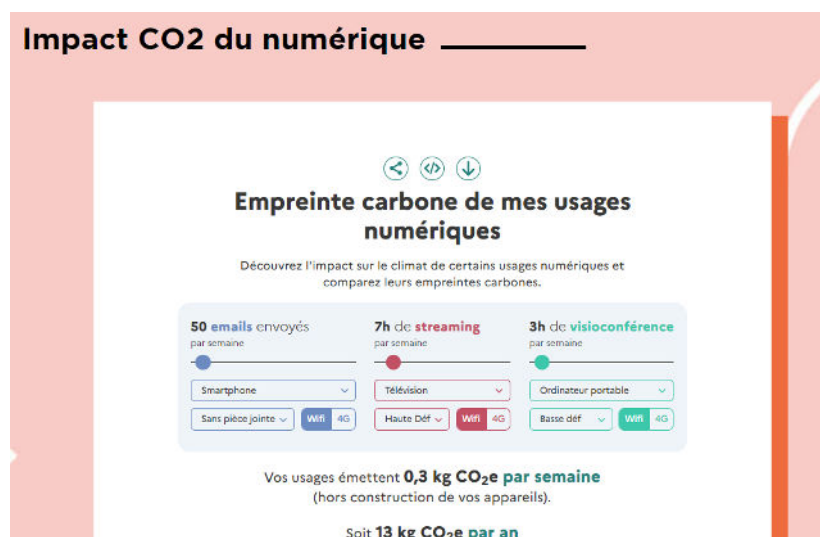 Impact CO2 du numérique
Empreinte carbone de mes usages
numériques
Découvrez l'impact sur le climat de certains usages numériques et
comparez leurs empreintes carbones.
50 emails envoyés
par semaine
Smartphone
Sans pièce jointe Wifi 4G
7h de streaming
par semaine
Télévision
Haute Déf Wifi 4G
3h de visioconférence
par semaine
Ordinateur portable
Basse déf Wifi 4G
Vos usages émettent 0,3 kg CO₂e par semaine
(hors construction de vos appareils).
Soit 13 kg CO₂e par an